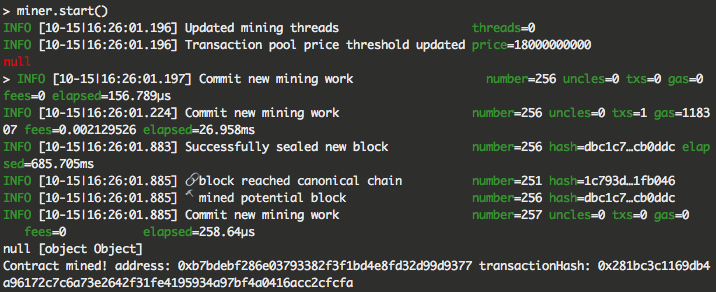 > miner.start()
INFO [10-15|16:26:01.196] Updated mining threads threads=0
INFO [10-15|16:26:01.196] Transaction pool price threshold updated price=18000000000
null
> INFO [10-15|16:26:01.197] Commit new mining work number=256 uncles=0 txs=0 gas=0
fees=0 elapsed=156.789µs
INFO [10-15|16:26:01.224] Commit new mining work number=256 uncles=0 txs=1 gas=1183
07 fees=0.002129526 elapsed=26.958ms
INFO [10-15|16:26:01.883] Successfully sealed new block number=256 hash=dbc1c7…cb0ddc elap
sed=685.705ms
INFO [10-15|16:26:01.885] 🔗block reached canonical chain number=251 hash=1c793d…1fb046
INFO [10-15|16:26:01.885] 🔨 mined potential block number=256 hash=dbc1c7…cb0ddc
INFO [10-15|16:26:01.885] Commit new mining work number=257 uncles=0 txs=0 gas=0
fees=0 elapsed=258.64µs
null [object Object]
Contract mined! address: 0xb7bdebf286e03793382f3f1bd4e8fd32d99d9377 transactionHash: 0x281bc3c1169db4
a96172c7c6a73e2642f31fe4195934a97bf4a0416acc2cfcfa